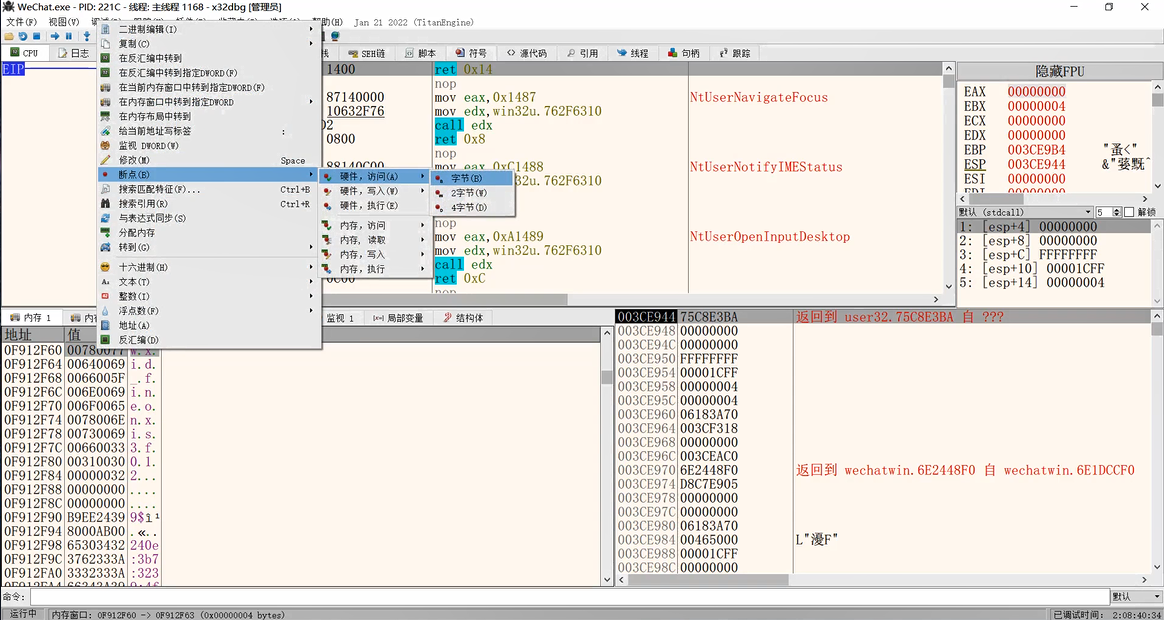 WeChat.exe - PID: 221C - 线程: 主线程 1168 - x32dbg [管理员]
文件(F) 视图(V) 帮助(H) Jan 21 2022 (TitanEngine)
CPU 日志 SEH链 脚本 符号 源代码 引用 线程 句柄 跟踪
EIP
二进制编辑(I)
复制(C)
在反汇编中转到
在反汇编中转到指定DWORD(F)
在当前内存窗口中转到指定DWORD(F)
在内存窗口中转到指定DWORD
在内存布局中转到
给当前地址写标签 :
监视 DWORD(W)
修改(M) Space
断点(B)
搜索匹配特征(F)... Ctrl+B
搜索引用(R) Ctrl+R
与表达式同步(S)
分配内存
转到(G)
十六进制(H)
文本(T)
整数(I)
浮点数(F)
地址(A)
反汇编(D)
硬件, 访问(A)
硬件, 写入(W)
硬件, 执行(E)
内存, 访问
内存, 读取
内存, 写入
内存, 执行
字节(B)
2字节(W)
4字节(D)
1400 ret 0x14
nop
87140000 mov eax,0x1487 NtUserNavigateFocus
10632F76 mov edx,win32u.762F6310
02 call edx
0800 ret 0x8
nop
88140C00 mov eax,0xC1488 NtUserNotifyIMEStatus
762F6310
nop
mov eax,0xA1489 NtUserOpenInputDesktop
mov edx,win32u.762F6310
call edx
0C00 ret 0xC
nop
隐藏FPU
EAX 00000000
EBX 00000004
ECX 00000000
EDX 00000000
EBP 003CE9B4 "蚤<"
ESP 003CE944
ESI 00000000
EDI
默认 (stdcall) 5 解锁
1: [esp+4] 00000000
2: [esp+8] 00000000
3: [esp+C] FFFFFFFF
4: [esp+10] 00001CFF
5: [esp+14] 00000004
内存 1 监视 1 局部变量 结构体
地址 值
0F912F60 00780077 w.x.
0F912F64 00640069 i.d.
0F912F68 0066005F _.f.
0F912F6C 006E0069 i.n.
0F912F70 006F0065 e.o.
0F912F74 0078006E n.x.
0F912F78 00730069 i.s.
0F912F7C 00660033 3.f.
0F912F80 00310030 0.1.
0F912F84 00000032 2...
0F912F88 00000000 ....
0F912F8C 00000000 ....
0F912F90 B9EE2439 9$î¹
0F912F94 8000AB00 .«..
0F912F98 65303432 240e
0F912F9C 3762333A :3b7
0F912FA0 3332333A :323
003CE944 75C8E3BA 返回到 user32.75C8E3BA 自 ???
003CE948 00000000
003CE94C 00000000
003CE950 FFFFFFFF
003CE954 00001CFF
003CE958 00000004
003CE95C 00000004
003CE960 06183A70
003CE964 003CF318
003CE968 00000000
003CE96C 003CEAC0
003CE970 6E2448F0 返回到 wechatwin.6E2448F0 自 wechatwin.6E1DCCF0
003CE974 D8C7E905
003CE978 00000000
003CE97C 00000000
003CE980 06183A70
003CE984 00465000
003CE988 00001CFF
003CE98C 00000000
命令: 默认
运行中 内存窗口: 0F912F60 -> 0F912F63 (0x00000004 bytes) 已调试时间: 2:08:40:34